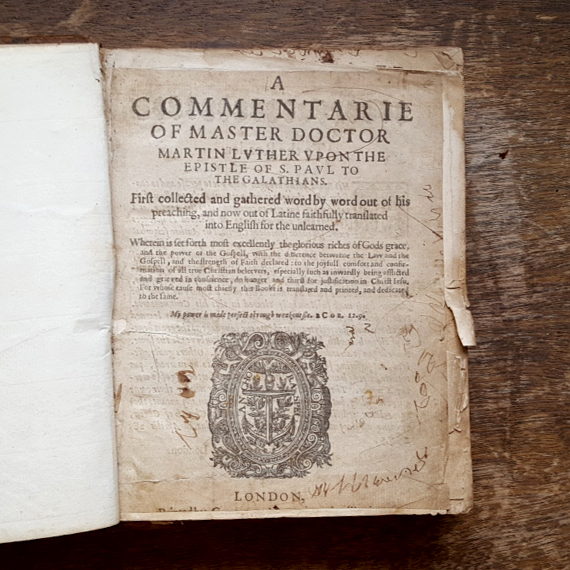 A
COMMENTARIE
OF MASTER DOCTOR
MARTIN LVTHER VPON THE
EPISTLE OF S. PAVL TO
THE GALATHIANS.
First collected and gathered word by word out of his
preaching, and now out of Latine faithfully translated
into English for the unlearned.
Wherein is set forth most excellently the glorious riches of Gods grace,
and the power of the Gospell, with the difference betweene the Law and the
Gospell, and the strength of Faith declared: to the joyfull comfort and confir-
mation of all true Christian beleevers, especially such as inwardly being afflicted
and grieved in conscience, do hunger and thirst for justification in Christ Iesu.
For whose cause most chiefly this Booke is translated and printed, and dedicated
to the same.
My power is made perfect through weaknesse. 2 COR. 12.9.
LONDON,